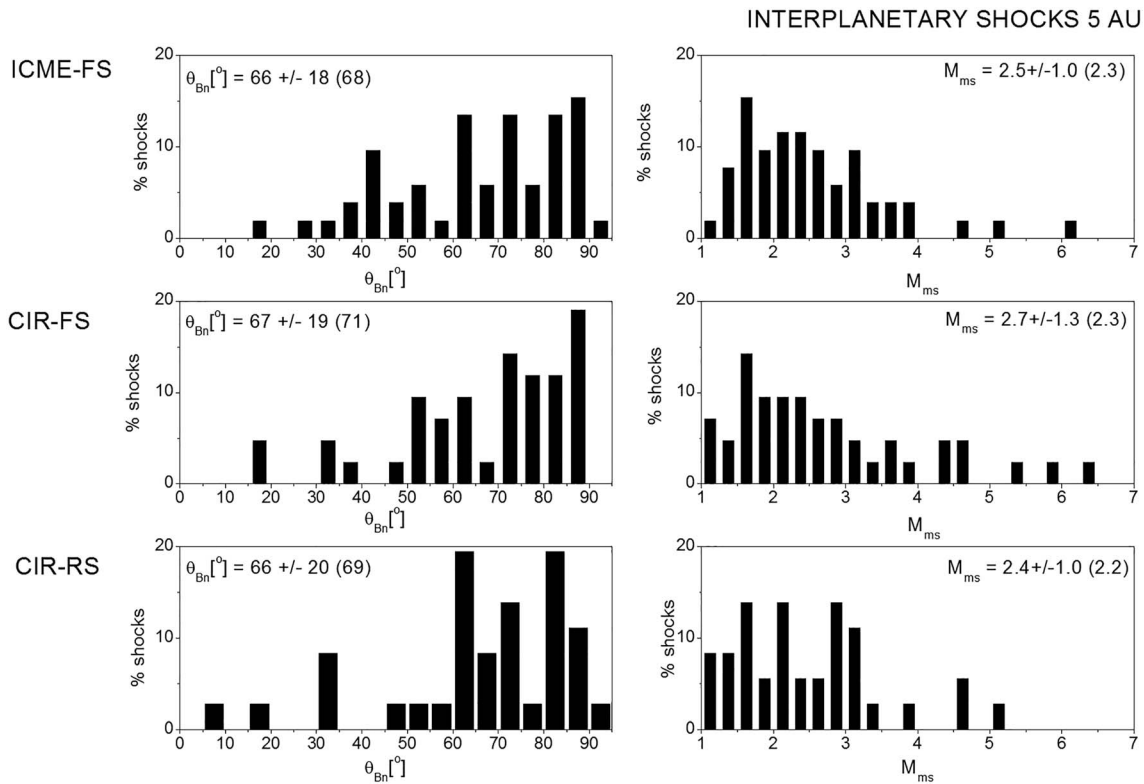 INTERPLANETARY SHOCKS 5 AU
ICME-FS
θBn[°] = 66 +/- 18 (68)
% shocks
20
10
0
0 10 20 30 40 50 60 70 80 90
θBn[°]
Mms = 2.5+/-1.0 (2.3)
% shocks
20
10
0
1 2 3 4 5 6 7
Mms
CIR-FS
θBn[°] = 67 +/- 19 (71)
% shocks
20
10
0
0 10 20 30 40 50 60 70 80 90
θBn[°]
Mms = 2.7+/-1.3 (2.3)
% shocks
20
10
0
1 2 3 4 5 6 7
Mms
CIR-RS
θBn[°] = 66 +/- 20 (69)
% shocks
20
10
0
0 10 20 30 40 50 60 70 80 90
θBn[°]
Mms = 2.4+/-1.0 (2.2)
% shocks
20
10
0
1 2 3 4 5 6 7
Mms